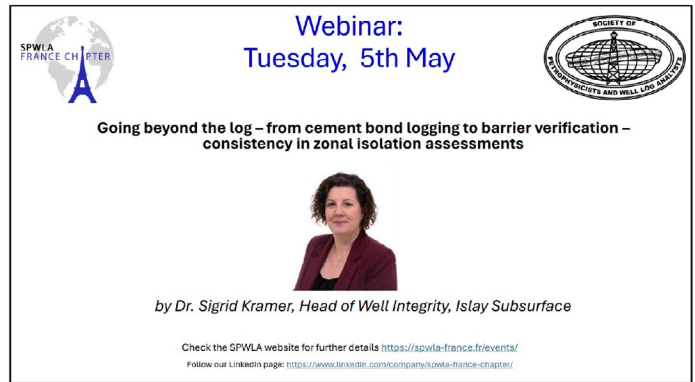 Webinar:
Tuesday, 5th May
SPWLA
FRANCE CH PTER
SOCIETY OF
PETROPHYSICISTS AND WELL LOG ANALYSTS
Going beyond the log – from cement bond logging to barrier verification –
consistency in zonal isolation assessments
by Dr. Sigrid Kramer, Head of Well Integrity, Islay Subsurface
Check the SPWLA website for further details https://spwla-france.fr/events/
Follow our LinkedIn page: https://www.linkedin.com/company/spwla-france-chapter/